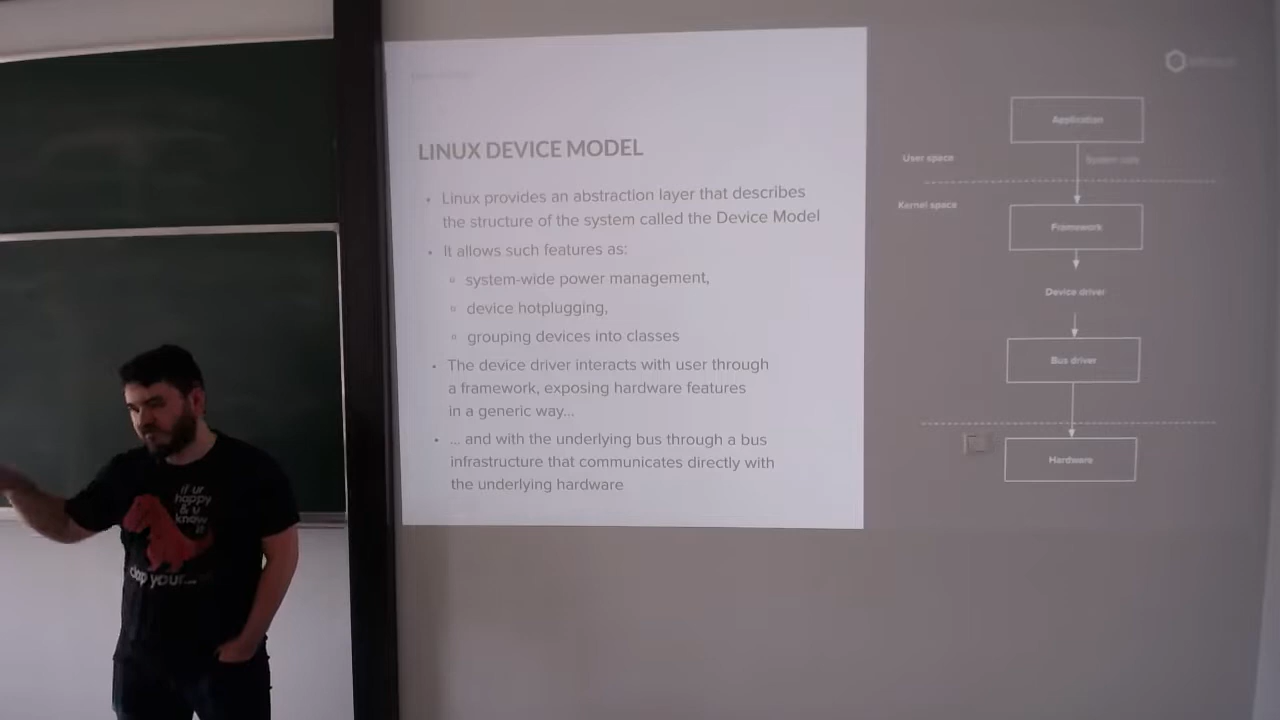 LINUX DEVICE MODEL
• Linux provides an abstraction layer that describes
the structure of the system called the Device Model
• It allows such features as:
◦ system-wide power management,
◦ device hotplugging,
◦ grouping devices into classes
• The device driver interacts with user through
a framework, exposing hardware features
in a generic way...
• ... and with the underlying bus through a bus
infrastructure that communicates directly with
the underlying hardware
Application
User space
System calls
Kernel space
Framework
Device driver
Bus driver
Hardware
if ur
happy
& u
know
it
clap your...